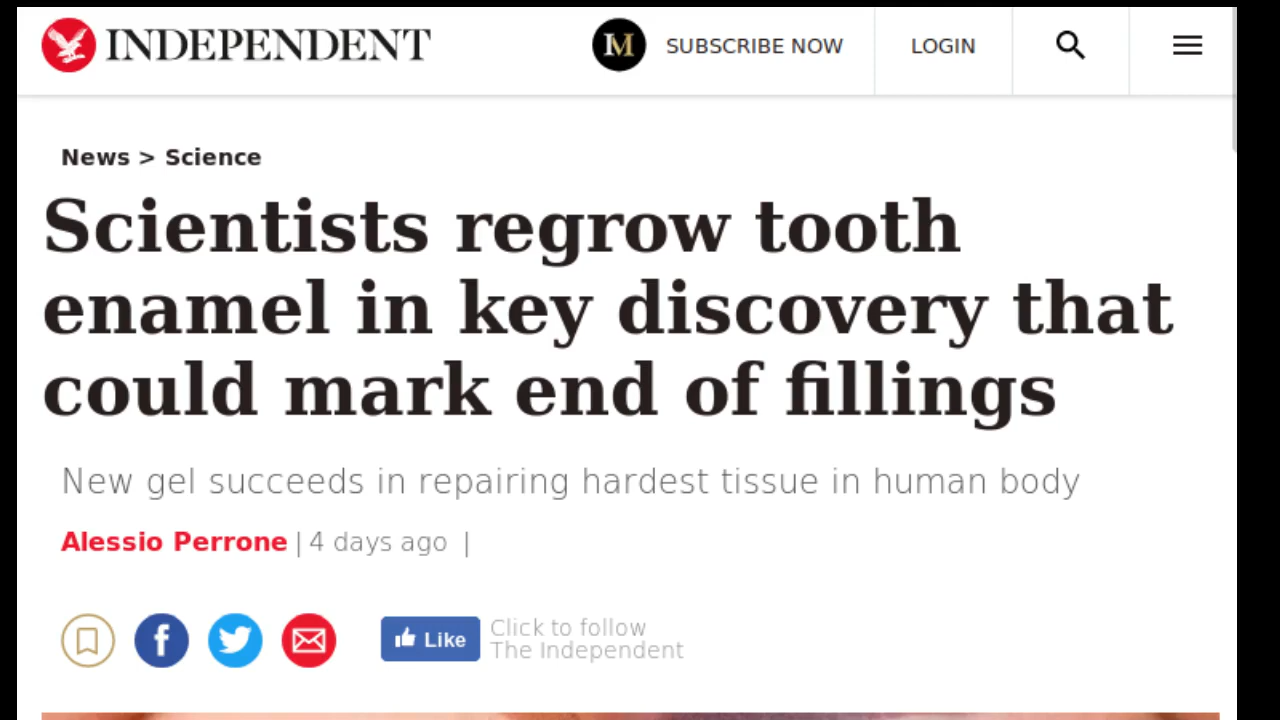 INDEPENDENT
IM SUBSCRIBE NOW
LOGIN
News > Science
Scientists regrow tooth
enamel in key discovery that
could mark end of fillings
New gel succeeds in repairing hardest tissue in human body
Alessio Perrone | 4 days ago |
f
Like
Click to follow
The Independent